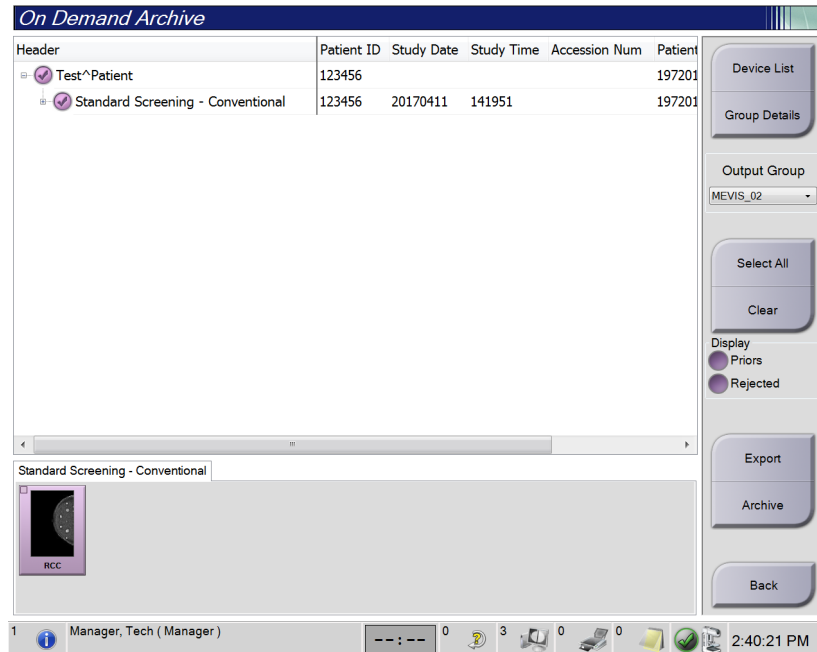 On Demand Archive
Header Patient ID Study Date Study Time Accession Num Patient
Test^Patient 123456 197201
Standard Screening - Conventional 123456 20170411 141951 197201
Device List
Group Details
Output Group
MEVIS_02
Select All
Clear
Display
Priors
Rejected
Export
Archive
Back
Standard Screening - Conventional
RCC
1 Manager, Tech ( Manager ) --:-- 0 3 0 0 2:40:21 PM